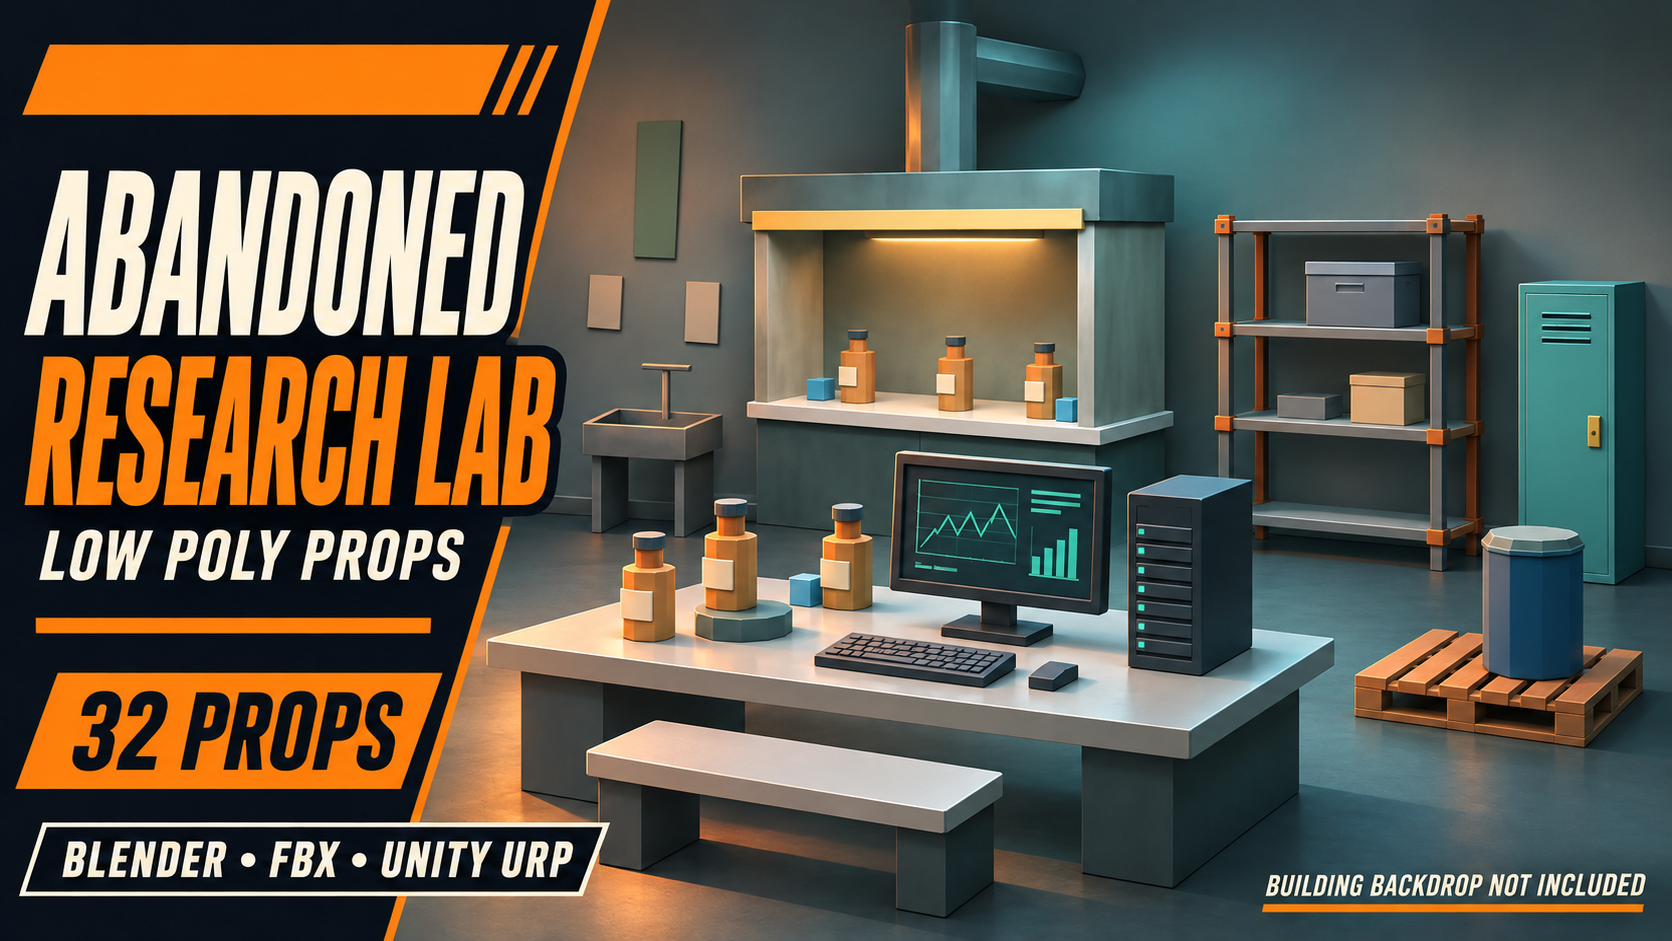 ABANDONED
RESEARCH LAB
LOW POLY PROPS
32 PROPS
BLENDER • FBX • UNITY URP
BUILDING BACKDROP NOT INCLUDED